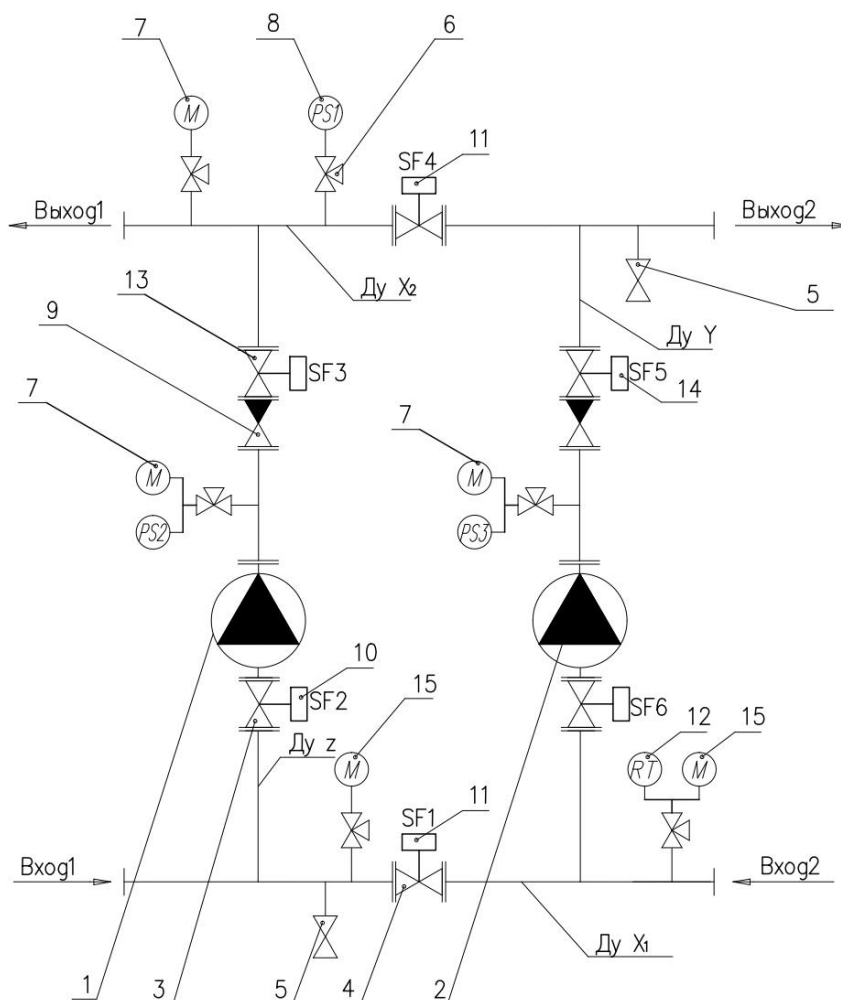 7
8
6
M
PS1
11
SF4
Выход1
Выход2
13
Ду X2
5
9
Ду Y
SF3
SF5
14
7
7
M
M
PS2
PS3
10
15
SF2
SF6
12
15
Ду z
M
RT
M
SF1
11
Вход1
Вход2
Ду X1
1
3
5
4
2